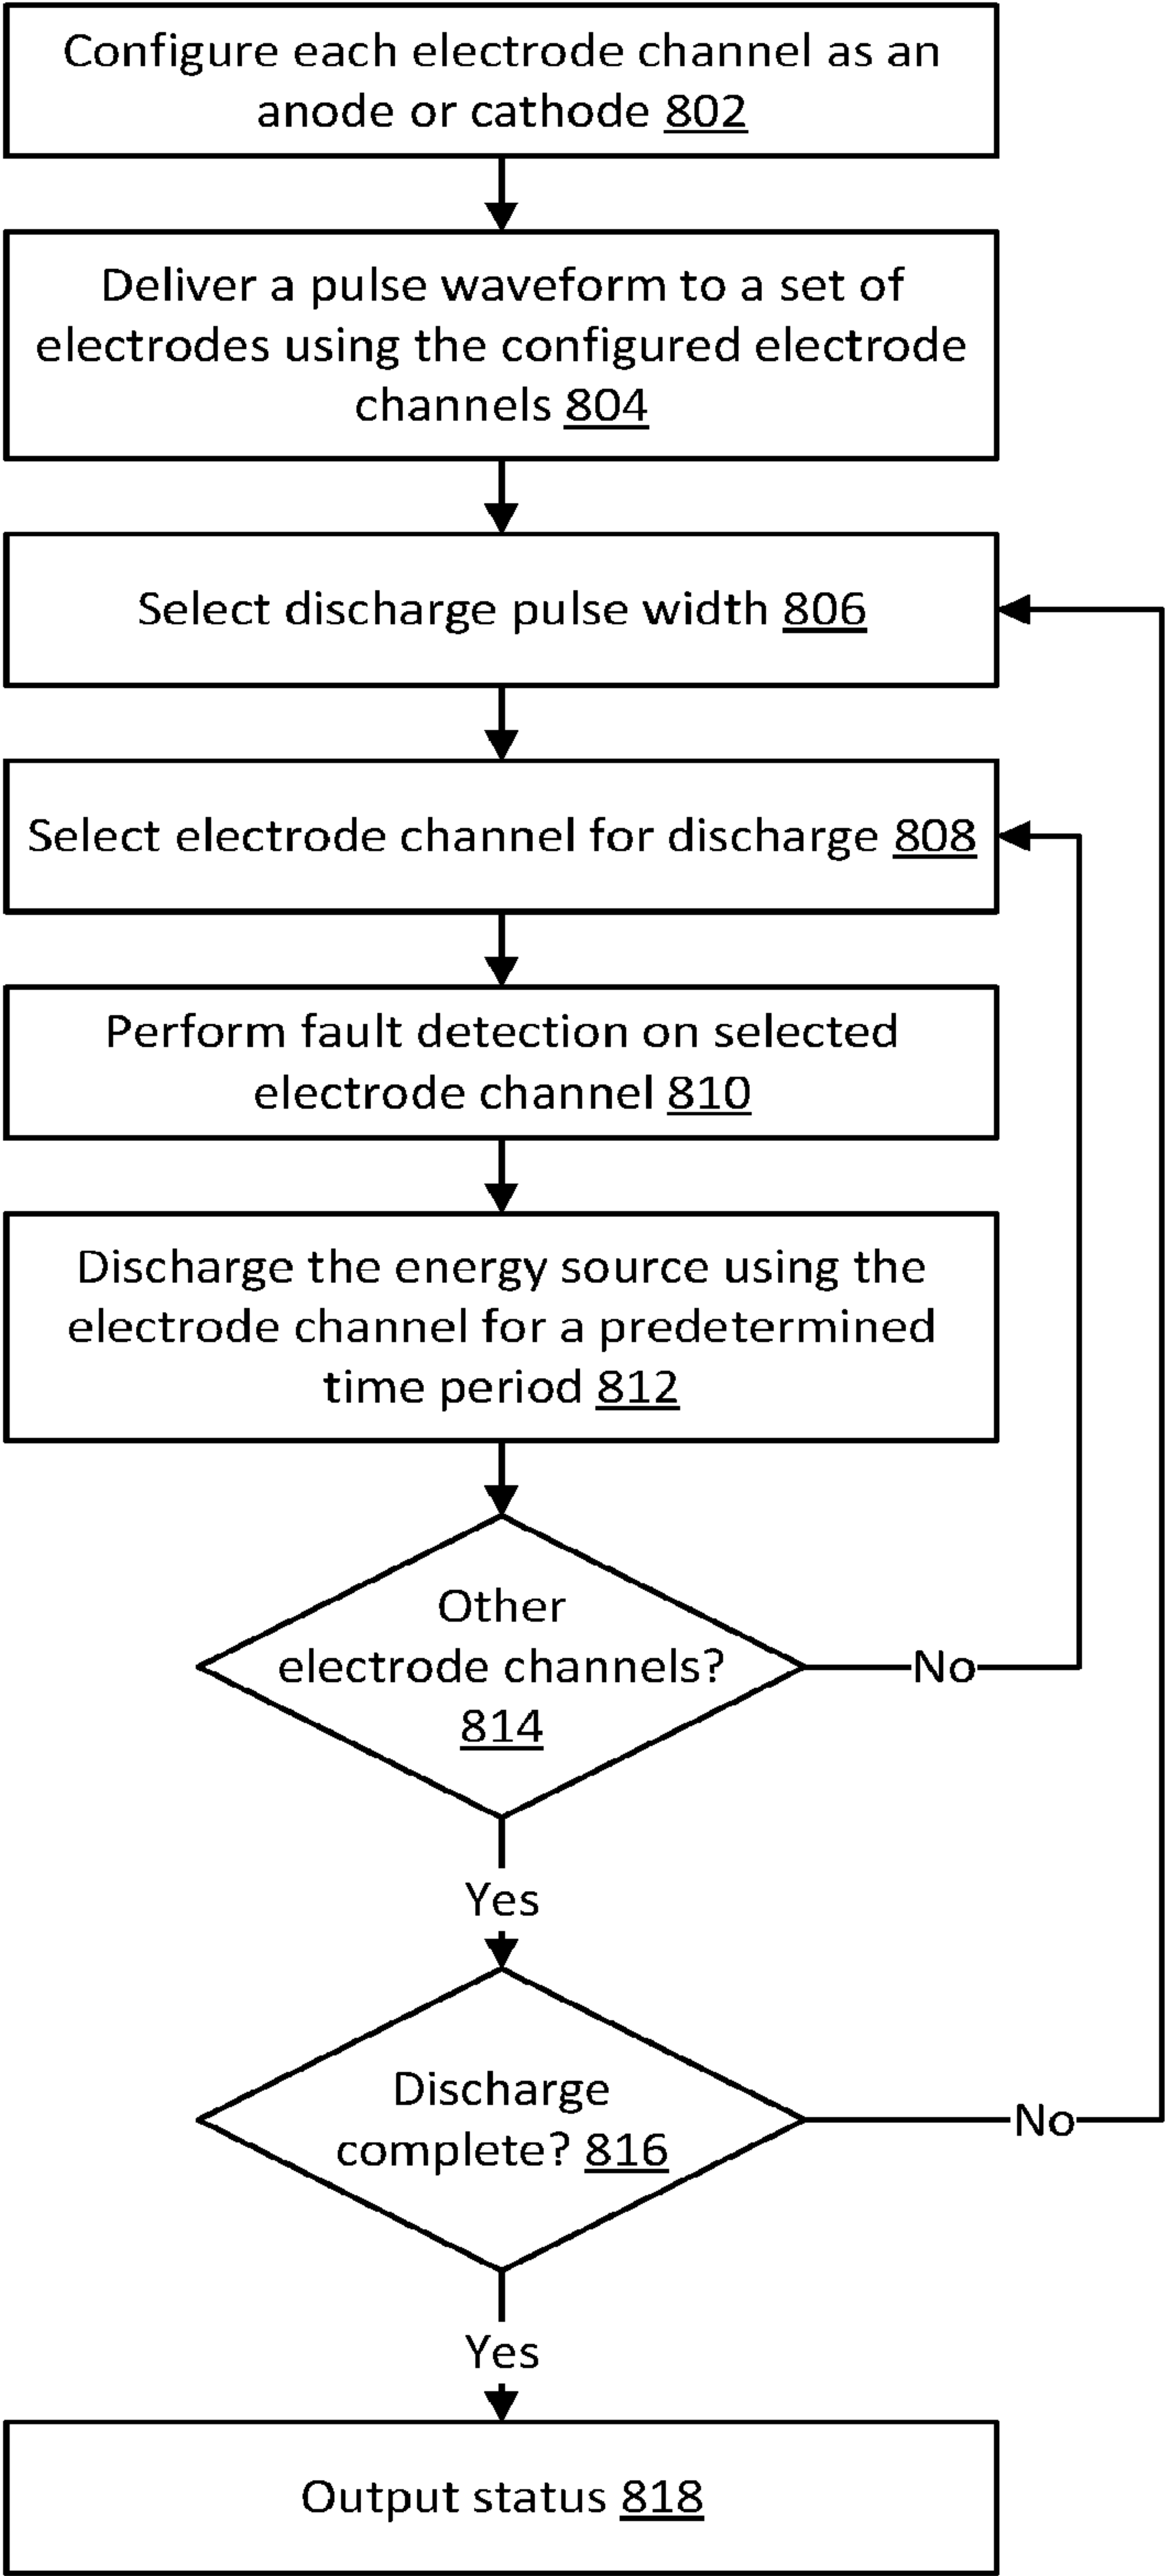 Configure each electrode channel as an
anode or cathode 802
Deliver a pulse waveform to a set of
electrodes using the configured electrode
channels 804
Select discharge pulse width 806
Select electrode channel for discharge 808
Perform fault detection on selected
electrode channel 810
Discharge the energy source using the
electrode channel for a predetermined
time period 812
Other
electrode channels?
814
No
Yes
Discharge
complete? 816
No
Yes
Output status 818